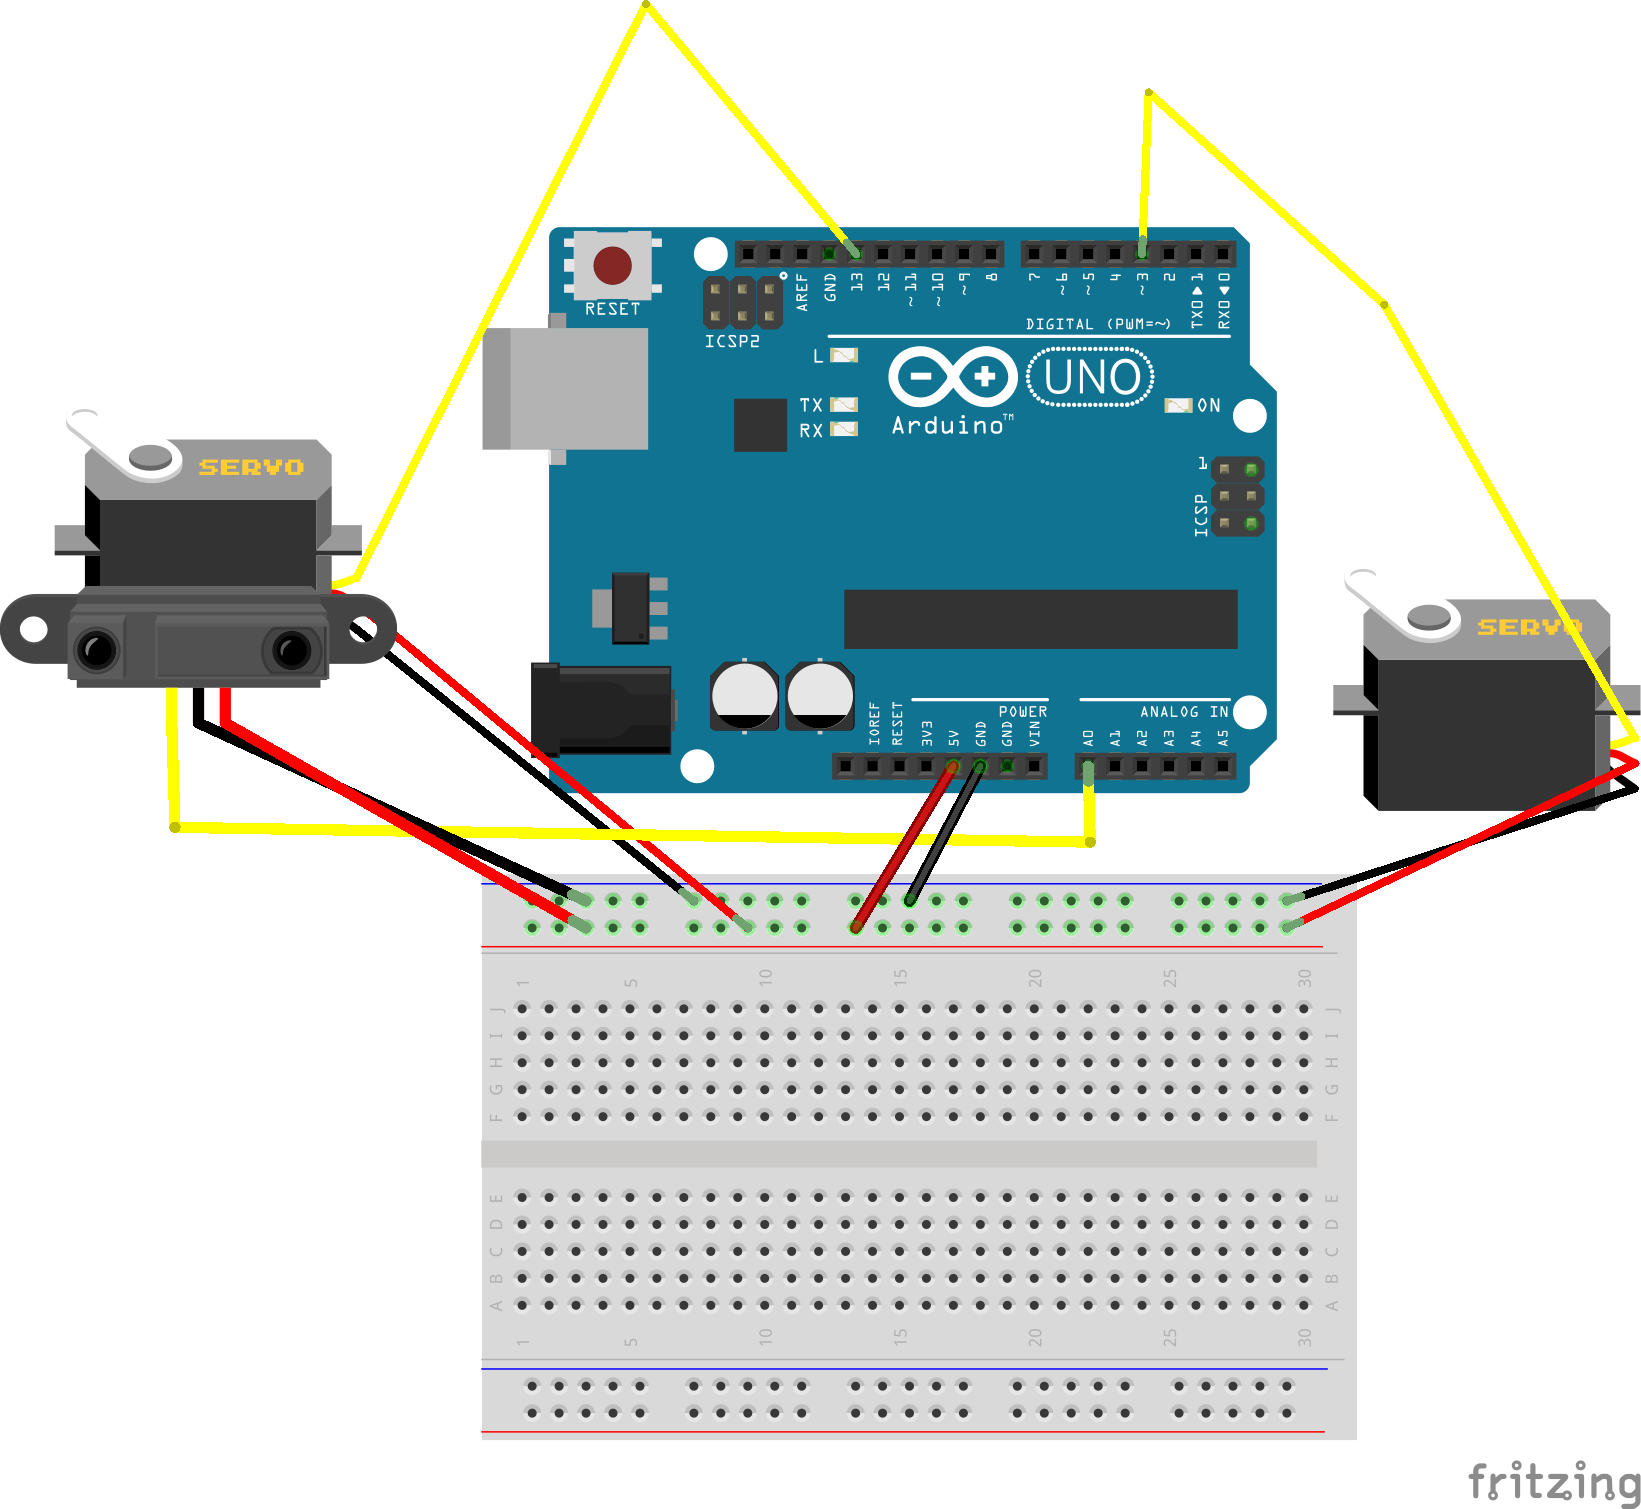 RESET
ICSP2
AREF
GND
13
12
~11
~10
~9
8
7
~6
~5
4
~3
2
TX0▶1
RX0◀0
DIGITAL (PWM=~)
L
TX
RX
UNO
Arduino™
ON
1
ICSP
SERVO
SERVO
POWER
ANALOG IN
IOREF
RESET
3V3
5V
GND
GND
VIN
A0
A1
A2
A3
A4
A5
1 5 10 15 20 25 30
J J
I I
H H
G G
F F
E E
D D
C C
B B
A A
1 5 10 15 20 25 30
fritzing